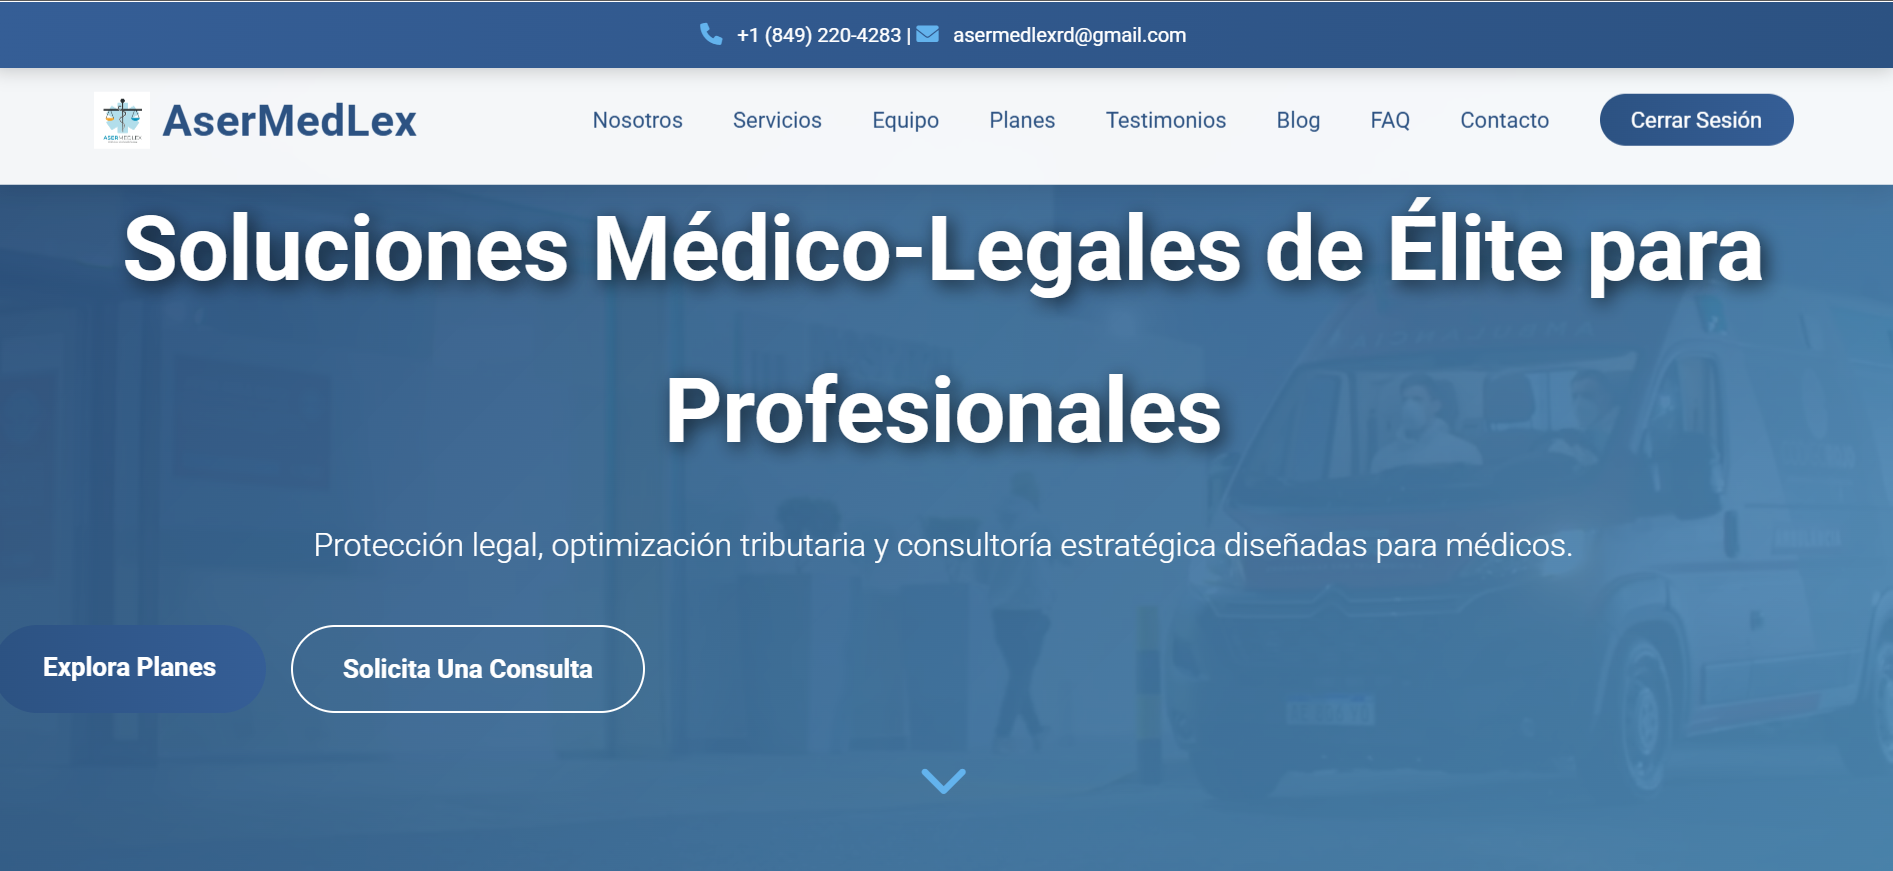 +1 (849) 220-4283 | asermedlexrd@gmail.com
ASERMEDLEX
AserMedLex
Nosotros Servicios Equipo Planes Testimonios Blog FAQ Contacto Cerrar Sesión
Soluciones Médico-Legales de Élite para
Profesionales
Protección legal, optimización tributaria y consultoría estratégica diseñadas para médicos.
Explora Planes Solicita Una Consulta